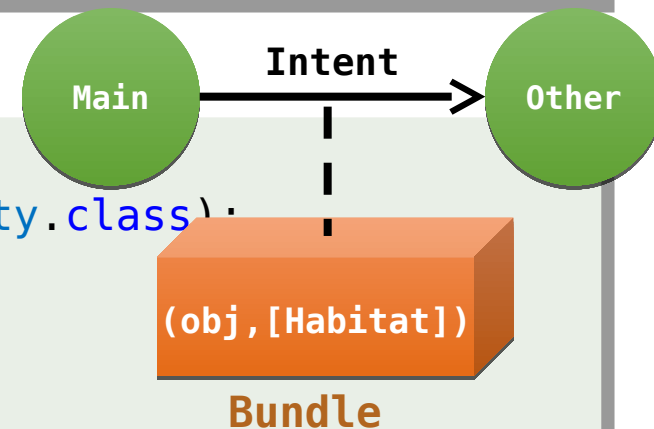 Intent
Main
Other
ty.class);
(obj,[Habitat])
Bundle